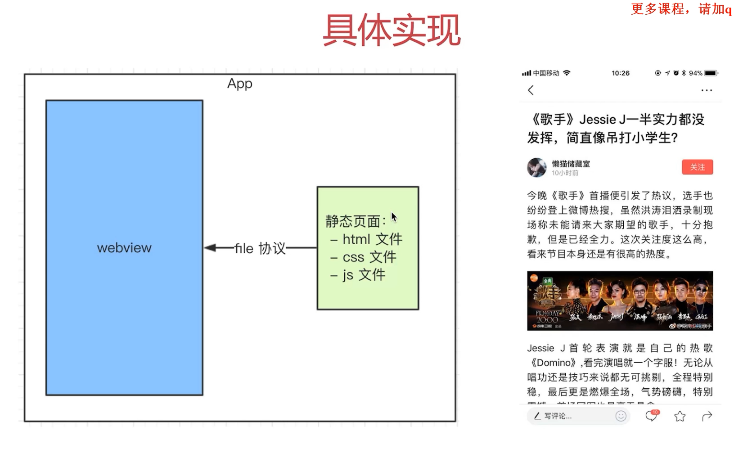 更多课程，请加q
具体实现
App
webview
file 协议
静态页面：
- html 文件
- css 文件
- js 文件
中国移动
10:26
94%
《歌手》Jessie J一半实力都没
发挥，简直像吊打小学生？
懒猫储藏室
10小时前
关注
今晚《歌手》首播便引发了热议，选手也
纷纷登上微博热搜，虽然洪涛泪洒录制现
场称未能请来大家期望的歌手，十分抱
歉，但是已经全力。这次关注度这么高，
看来节目本身还是有很高的热度。
歌手
Jessie J首轮表演就是自己的热歌
《Domino》,看完演唱就一个字服！无论从
唱功还是技巧来说都无可挑剔，全程特别
稳，最后更是燃爆全场，气势磅礴，特别
写评论...